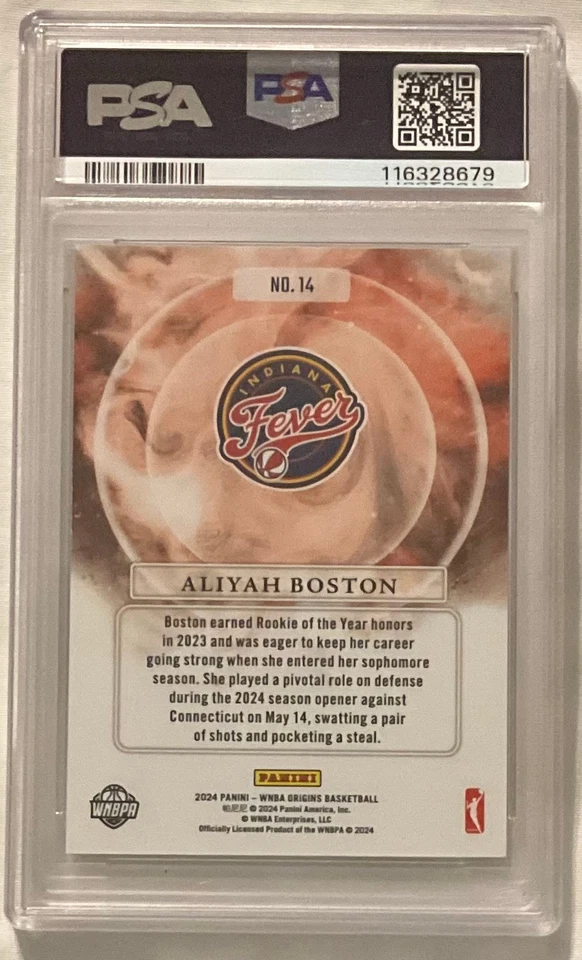 PSA
PSA
116328679
NO. 14
INDIANA
Fever
ALIYAH BOSTON
Boston earned Rookie of the Year honors
in 2023 and was eager to keep her career
going strong when she entered her sophomore
season. She played a pivotal role on defense
during the 2024 season opener against
Connecticut on May 14, swatting a pair
of shots and pocketing a steal.
PANINI
WNBPA
2024 PANINI – WNBA ORIGINS BASKETBALL
帕尼尼 © 2024 Panini America, Inc.
© WNBA Enterprises, LLC
Officially Licensed Product of the WNBPA © 2024